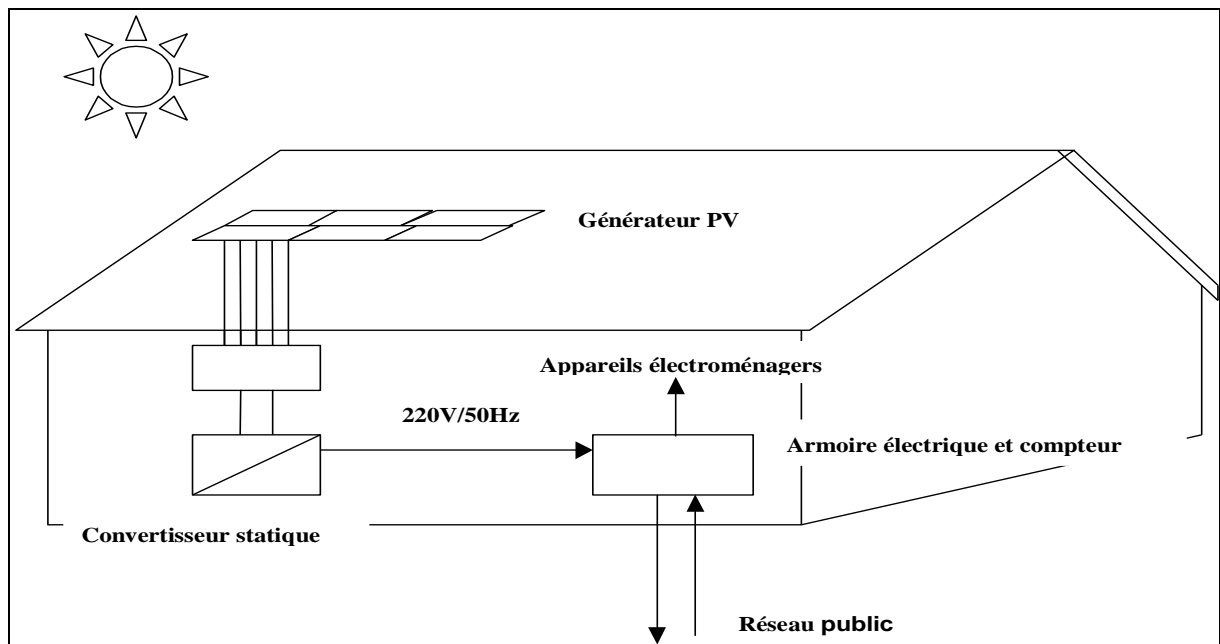 Générateur PV
Appareils électroménagers
220V/50Hz
Armoire électrique et compteur
Convertisseur statique
Réseau public